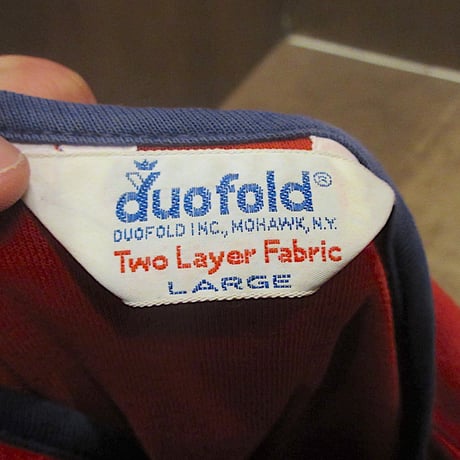 duofold®
DUOFOLD INC., MOHAWK, N.Y.
Two Layer Fabric
LARGE